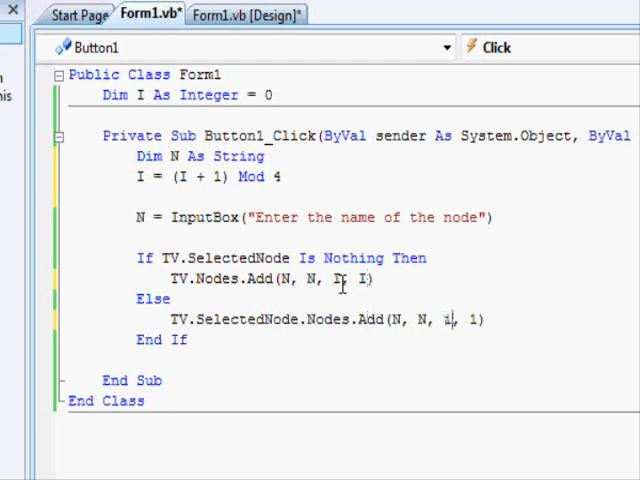 Start Page Form1.vb* Form1.vb [Design]*
Button1 Click
Public Class Form1
Dim I As Integer = 0
his
Private Sub Button1_Click(ByVal sender As System.Object, ByVal
Dim N As String
I = (I + 1) Mod 4
N = InputBox("Enter the name of the node")
If TV.SelectedNode Is Nothing Then
TV.Nodes.Add(N, N, I, I)
Else
TV.SelectedNode.Nodes.Add(N, N, i, 1)
End If
End Sub
End Class